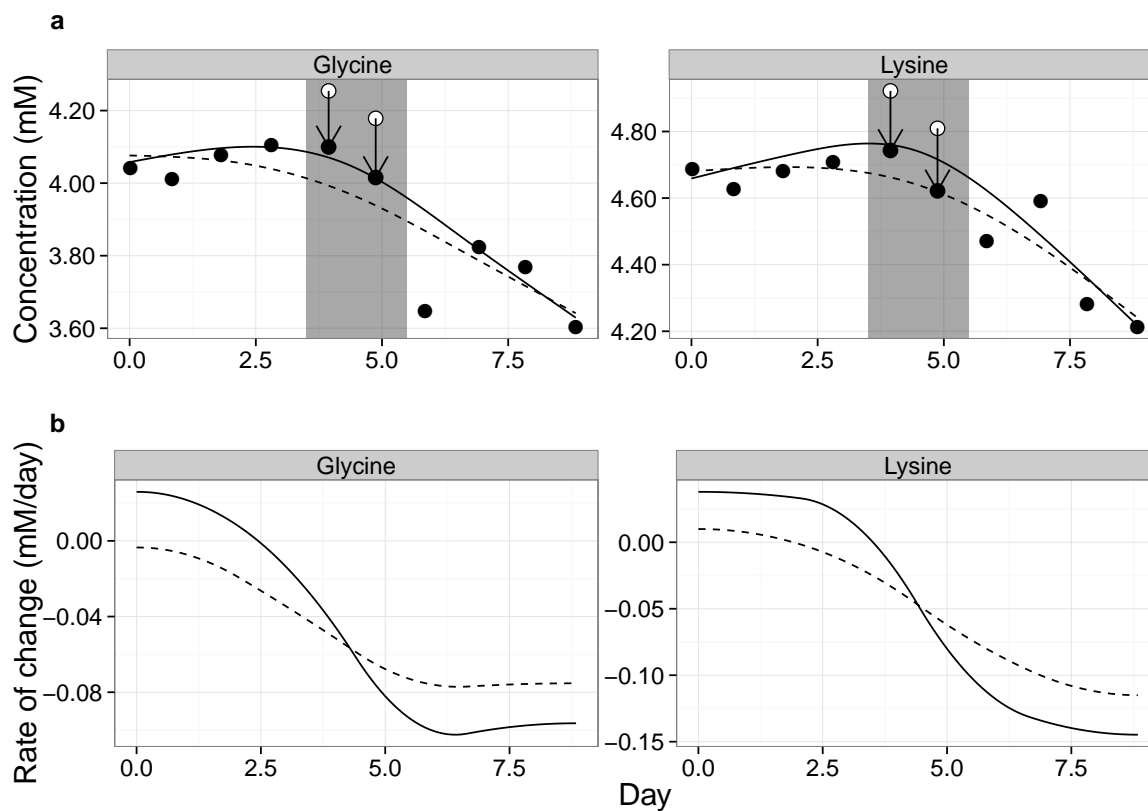 a
Glycine
Lysine
Concentration (mM)
4.20
4.00
3.80
3.60
4.80
4.60
4.40
4.20
0.0 2.5 5.0 7.5
0.0 2.5 5.0 7.5
b
Glycine
Lysine
Rate of change (mM/day)
0.00
−0.04
−0.08
0.00
−0.05
−0.10
−0.15
0.0 2.5 5.0 7.5
0.0 2.5 5.0 7.5
Day